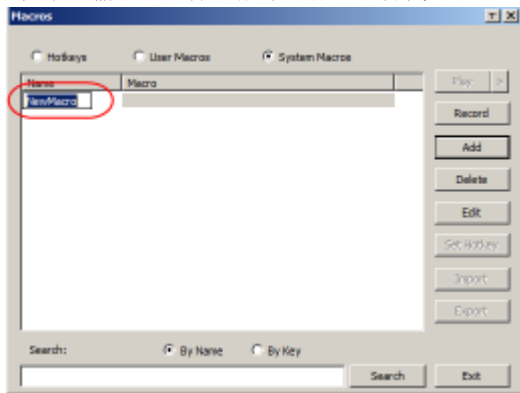 Macros
Hotkeys User Macros System Macros
Name Macro
NewMacro
Play >
Record
Add
Delete
Edit
Set Hotkey
Import
Export
Search: By Name By Key
Search Exit